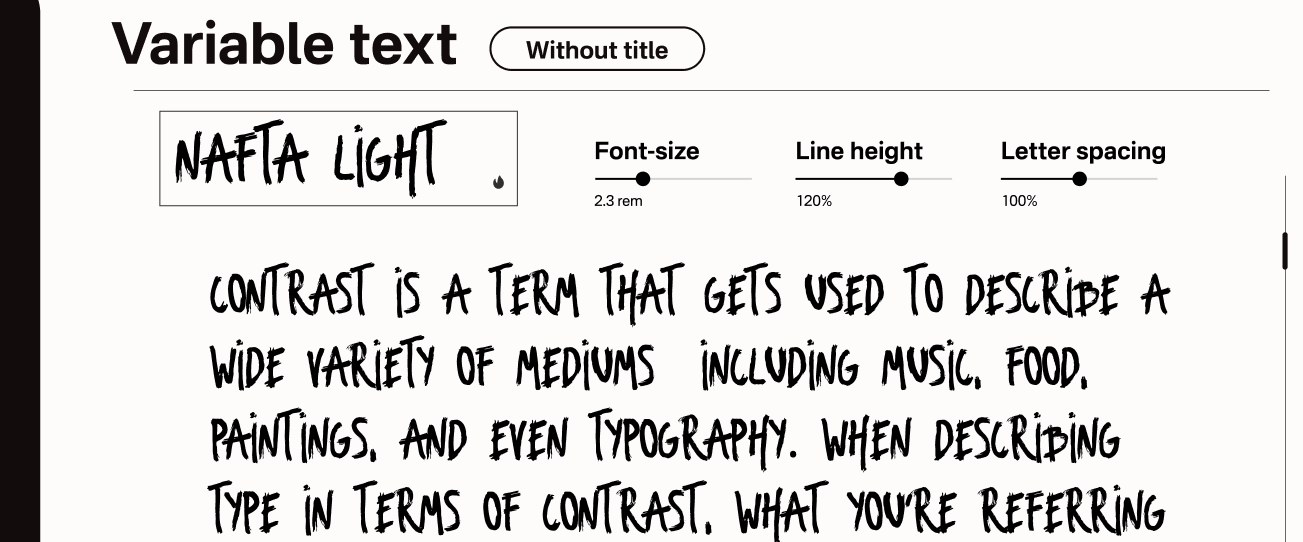 Variable text
Without title
NAFTA LiGHT
Font-size
Line height
Letter spacing
2.3 rem
120%
100%
CONTRAST iS A TERM THAT GETS USED TO DESCRiBE A
WiDE VARiETY OF MEDiUMS iNCLUDiNG MUSiC, FOOD,
PAiNTiNGS, AND EVEN TYPOGRAPHY. WHEN DESCRiBiNG
TYPE iN TERMS OF CONTRAST, WHAT YOU'RE REFERRiNG